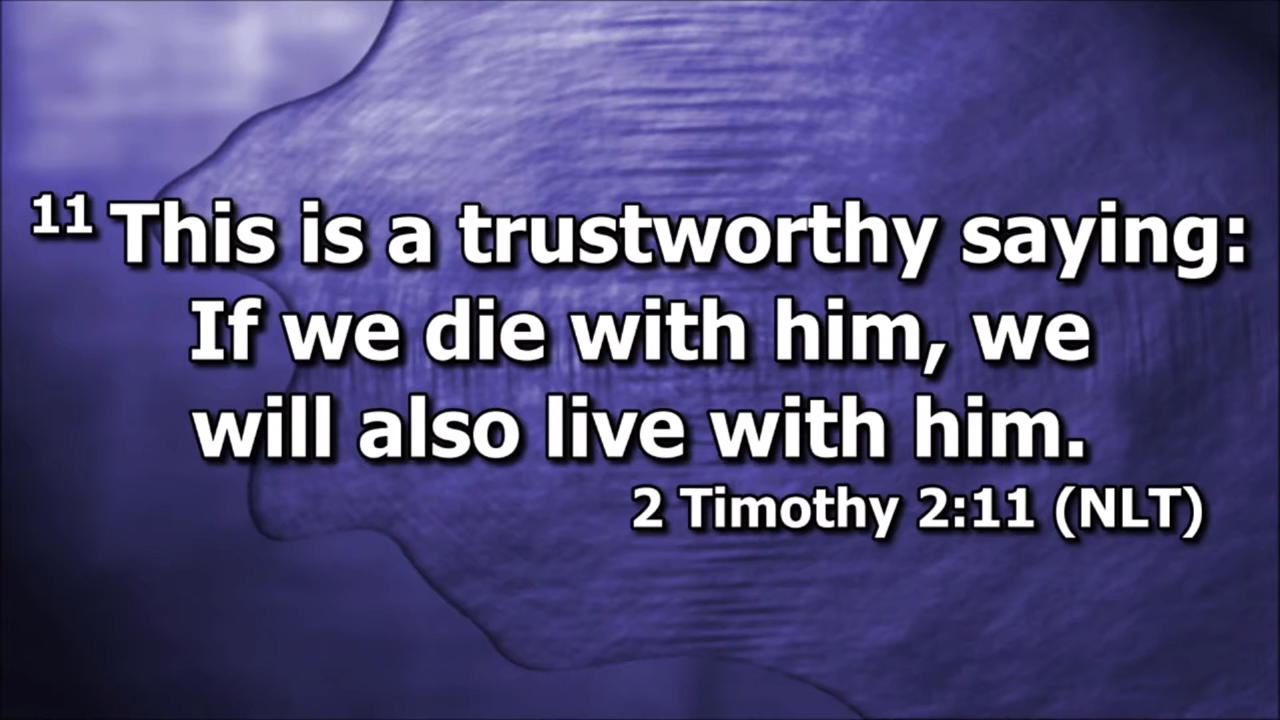 11 This is a trustworthy saying:
If we die with him, we
will also live with him.
2 Timothy 2:11 (NLT)